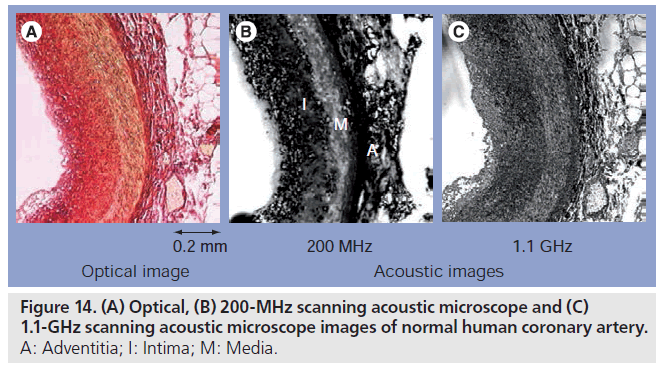 A
B
C
I
M
A
0.2 mm
200 MHz
1.1 GHz
Optical image
Acoustic images
Figure 14. (A) Optical, (B) 200-MHz scanning acoustic microscope and (C)
1.1-GHz scanning acoustic microscope images of normal human coronary artery.
A: Adventitia; I: Intima; M: Media.